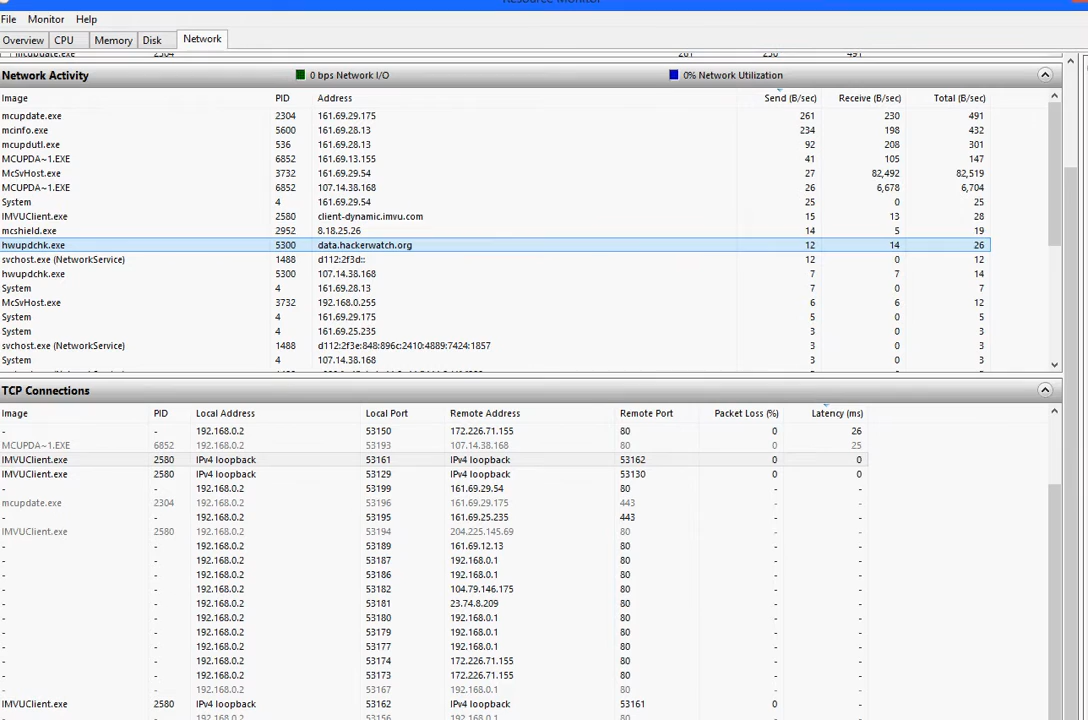 Resource Monitor
File Monitor Help
Overview CPU Memory Disk Network
mcupdate.exe 2304 261 230 491
Network Activity 0 bps Network I/O 0% Network Utilization
Image PID Address Send (B/sec) Receive (B/sec) Total (B/sec)
mcupdate.exe 2304 161.69.29.175 261 230 491
mcinfo.exe 5600 161.69.28.13 234 198 432
mcupdutl.exe 536 161.69.28.13 92 208 301
MCUPDA~1.EXE 6852 161.69.13.155 41 105 147
McSvHost.exe 3732 161.69.29.54 27 82,492 82,519
MCUPDA~1.EXE 6852 107.14.38.168 26 6,678 6,704
System 4 161.69.29.54 25 0 25
IMVUClient.exe 2580 client-dynamic.imvu.com 15 13 28
mcshield.exe 2952 8.18.25.26 14 5 19
hwupdchk.exe 5300 data.hackerwatch.org 12 14 26
svchost.exe (NetworkService) 1488 d112:2f3d:: 12 0 12
hwupdchk.exe 5300 107.14.38.168 7 7 14
System 4 161.69.28.13 7 0 7
McSvHost.exe 3732 192.168.0.255 6 6 12
System 4 161.69.29.175 5 0 5
System 4 161.69.25.235 3 0 3
svchost.exe (NetworkService) 1488 d112:2f3e:848:896c:2410:4889:7424:1857 3 0 3
System 4 107.14.38.168 3 0 3
TCP Connections
Image PID Local Address Local Port Remote Address Remote Port Packet Loss (%) Latency (ms)
- - 192.168.0.2 53150 172.226.71.155 80 0 26
MCUPDA~1.EXE 6852 192.168.0.2 53193 107.14.38.168 80 0 25
IMVUClient.exe 2580 IPv4 loopback 53161 IPv4 loopback 53162 0 0
IMVUClient.exe 2580 IPv4 loopback 53129 IPv4 loopback 53130 0 0
- - 192.168.0.2 53199 161.69.29.54 80 - -
mcupdate.exe 2304 192.168.0.2 53196 161.69.29.175 443 - -
- - 192.168.0.2 53195 161.69.25.235 443 - -
IMVUClient.exe 2580 192.168.0.2 53194 204.225.145.69 80 - -
- - 192.168.0.2 53189 161.69.12.13 80 - -
- - 192.168.0.2 53187 192.168.0.1 80 - -
- - 192.168.0.2 53186 192.168.0.1 80 - -
- - 192.168.0.2 53182 104.79.146.175 80 - -
- - 192.168.0.2 53181 23.74.8.209 80 - -
- - 192.168.0.2 53180 192.168.0.1 80 - -
- - 192.168.0.2 53179 192.168.0.1 80 - -
- - 192.168.0.2 53177 192.168.0.1 80 - -
- - 192.168.0.2 53174 172.226.71.155 80 - -
- - 192.168.0.2 53173 172.226.71.155 80 - -
- - 192.168.0.2 53167 192.168.0.1 80 - -
IMVUClient.exe 2580 IPv4 loopback 53162 IPv4 loopback 53161 - -
- - 192.168.0.2 53156 192.168.0.1 80 - -